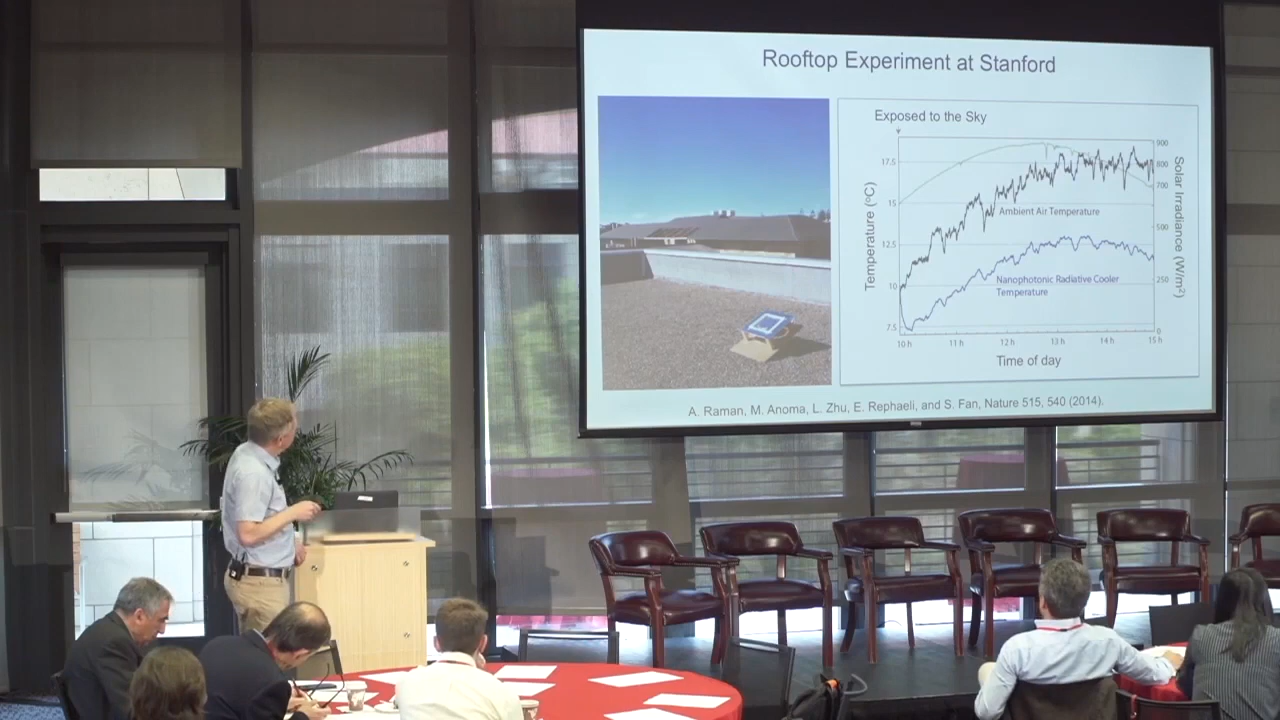 Rooftop Experiment at Stanford
Exposed to the Sky
Temperature (°C)
17.5
15
12.5
10
7.5
900
800
700
500
250
0
Solar Irradiance (W/m²)
Ambient Air Temperature
Nanophotonic Radiative Cooler
Temperature
10 h
11 h
12 h
13 h
14 h
15 h
Time of day
A. Raman, M. Anoma, L. Zhu, E. Rephaeli, and S. Fan, Nature 515, 540 (2014).